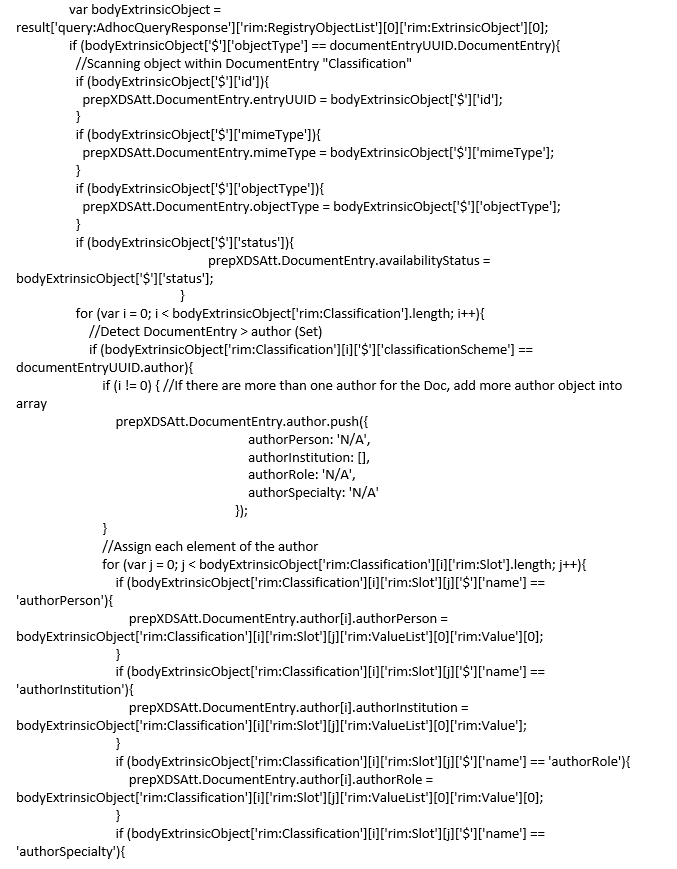 var bodyExtrinsicObject =
result['query:AdhocQueryResponse']['rim:RegistryObjectList'][0]['rim:ExtrinsicObject'][0];
if (bodyExtrinsicObject['$']['objectType'] == documentEntryUUID.DocumentEntry){
//Scanning object within DocumentEntry "Classification"
if (bodyExtrinsicObject['$']['id']){
prepXDSAtt.DocumentEntry.entryUUID = bodyExtrinsicObject['$']['id'];
}
if (bodyExtrinsicObject['$']['mimeType']){
prepXDSAtt.DocumentEntry.mimeType = bodyExtrinsicObject['$']['mimeType'];
}
if (bodyExtrinsicObject['$']['objectType']){
prepXDSAtt.DocumentEntry.objectType = bodyExtrinsicObject['$']['objectType'];
}
if (bodyExtrinsicObject['$']['status']){
prepXDSAtt.DocumentEntry.availabilityStatus =
bodyExtrinsicObject['$']['status'];
}
for (var i = 0; i < bodyExtrinsicObject['rim:Classification'].length; i++){
//Detect DocumentEntry > author (Set)
if (bodyExtrinsicObject['rim:Classification'][i]['$']['classificationScheme'] ==
documentEntryUUID.author){
if (i != 0) { //If there are more than one author for the Doc, add more author object into
array
prepXDSAtt.DocumentEntry.author.push({
authorPerson: 'N/A',
authorInstitution: [],
authorRole: 'N/A',
authorSpecialty: 'N/A'
});
}
//Assign each element of the author
for (var j = 0; j < bodyExtrinsicObject['rim:Classification'][i]['rim:Slot'].length; j++){
if (bodyExtrinsicObject['rim:Classification'][i]['rim:Slot'][j]['$']['name'] ==
'authorPerson'){
prepXDSAtt.DocumentEntry.author[i].authorPerson =
bodyExtrinsicObject['rim:Classification'][i]['rim:Slot'][j]['rim:ValueList'][0]['rim:Value'][0];
}
if (bodyExtrinsicObject['rim:Classification'][i]['rim:Slot'][j]['$']['name'] ==
'authorInstitution'){
prepXDSAtt.DocumentEntry.author[i].authorInstitution =
bodyExtrinsicObject['rim:Classification'][i]['rim:Slot'][j]['rim:ValueList'][0]['rim:Value'];
}
if (bodyExtrinsicObject['rim:Classification'][i]['rim:Slot'][j]['$']['name'] == 'authorRole'){
prepXDSAtt.DocumentEntry.author[i].authorRole =
bodyExtrinsicObject['rim:Classification'][i]['rim:Slot'][j]['rim:ValueList'][0]['rim:Value'][0];
}
if (bodyExtrinsicObject['rim:Classification'][i]['rim:Slot'][j]['$']['name'] ==
'authorSpecialty'){